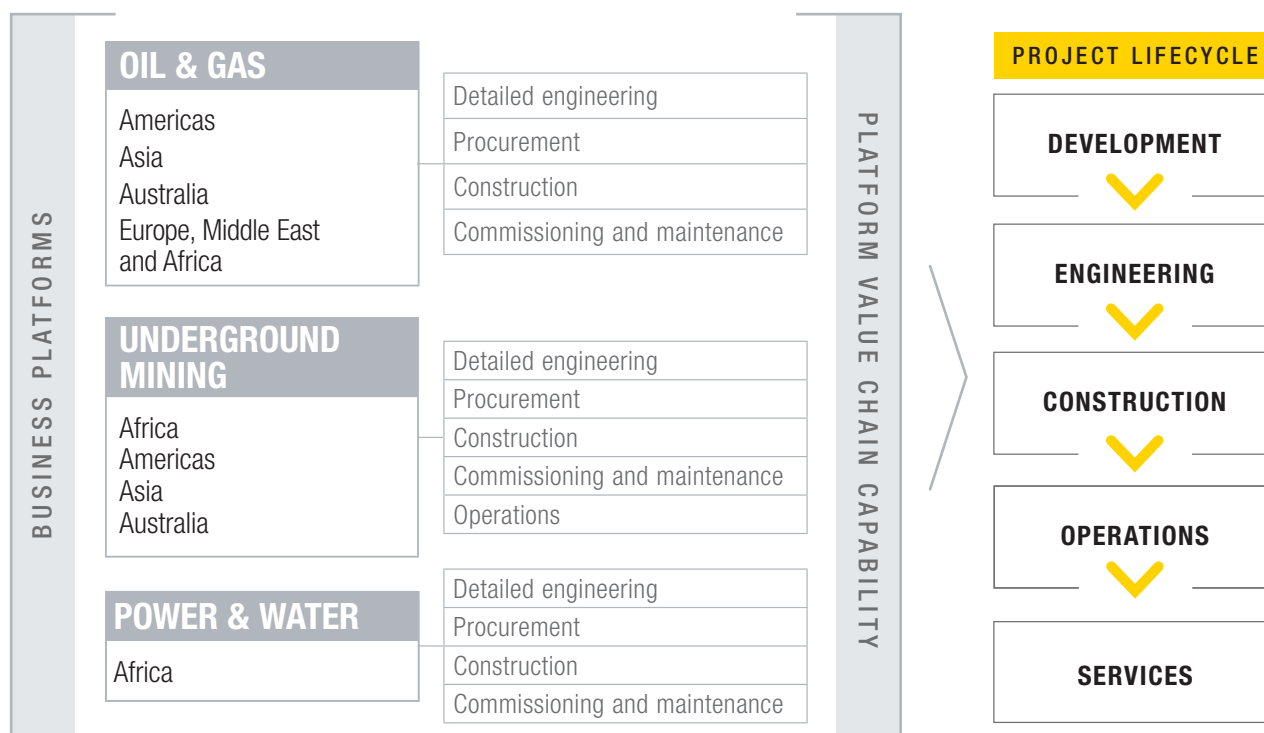 BUSINESS PLATFORMS
OIL & GAS
Americas
Asia
Australia
Europe, Middle East
and Africa
Detailed engineering
Procurement
Construction
Commissioning and maintenance
UNDERGROUND
MINING
Africa
Americas
Asia
Australia
Detailed engineering
Procurement
Construction
Commissioning and maintenance
Operations
POWER & WATER
Africa
Detailed engineering
Procurement
Construction
Commissioning and maintenance
PLATFORM VALUE CHAIN CAPABILITY
PROJECT LIFECYCLE
DEVELOPMENT
ENGINEERING
CONSTRUCTION
OPERATIONS
SERVICES